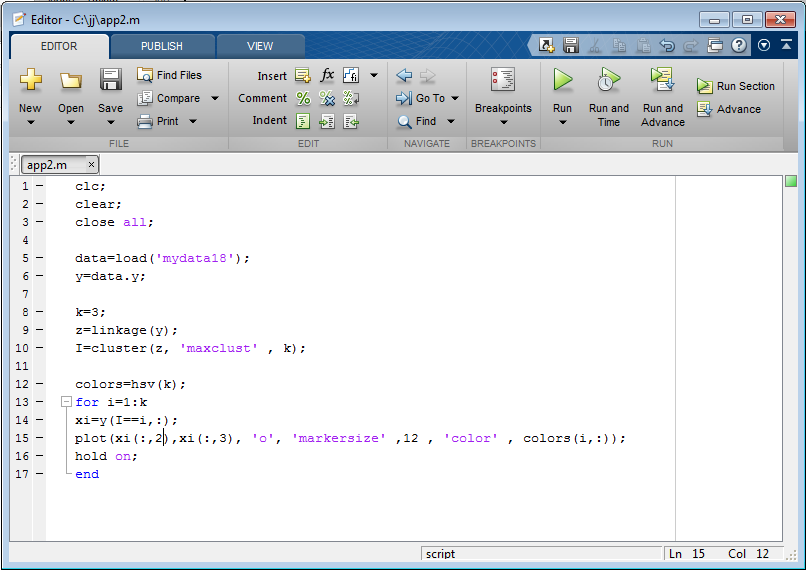 Editor - C:\jj\app2.m
EDITOR PUBLISH VIEW
New Open Save Find Files Compare Print
Insert fx Comment Indent
Go To Find
Breakpoints
Run Run and Time Run and Advance Run Section Advance
FILE EDIT NAVIGATE BREAKPOINTS RUN
app2.m ×
1 clc;
2 clear;
3 close all;
4
5 data=load('mydata18');
6 y=data.y;
7
8 k=3;
9 z=linkage(y);
10 I=cluster(z, 'maxclust' , k);
11
12 colors=hsv(k);
13 for i=1:k
14 xi=y(I==i,:);
15 plot(xi(:,2),xi(:,3), 'o', 'markersize' ,12 , 'color' , colors(i,:));
16 hold on;
17 end
script Ln 15 Col 12